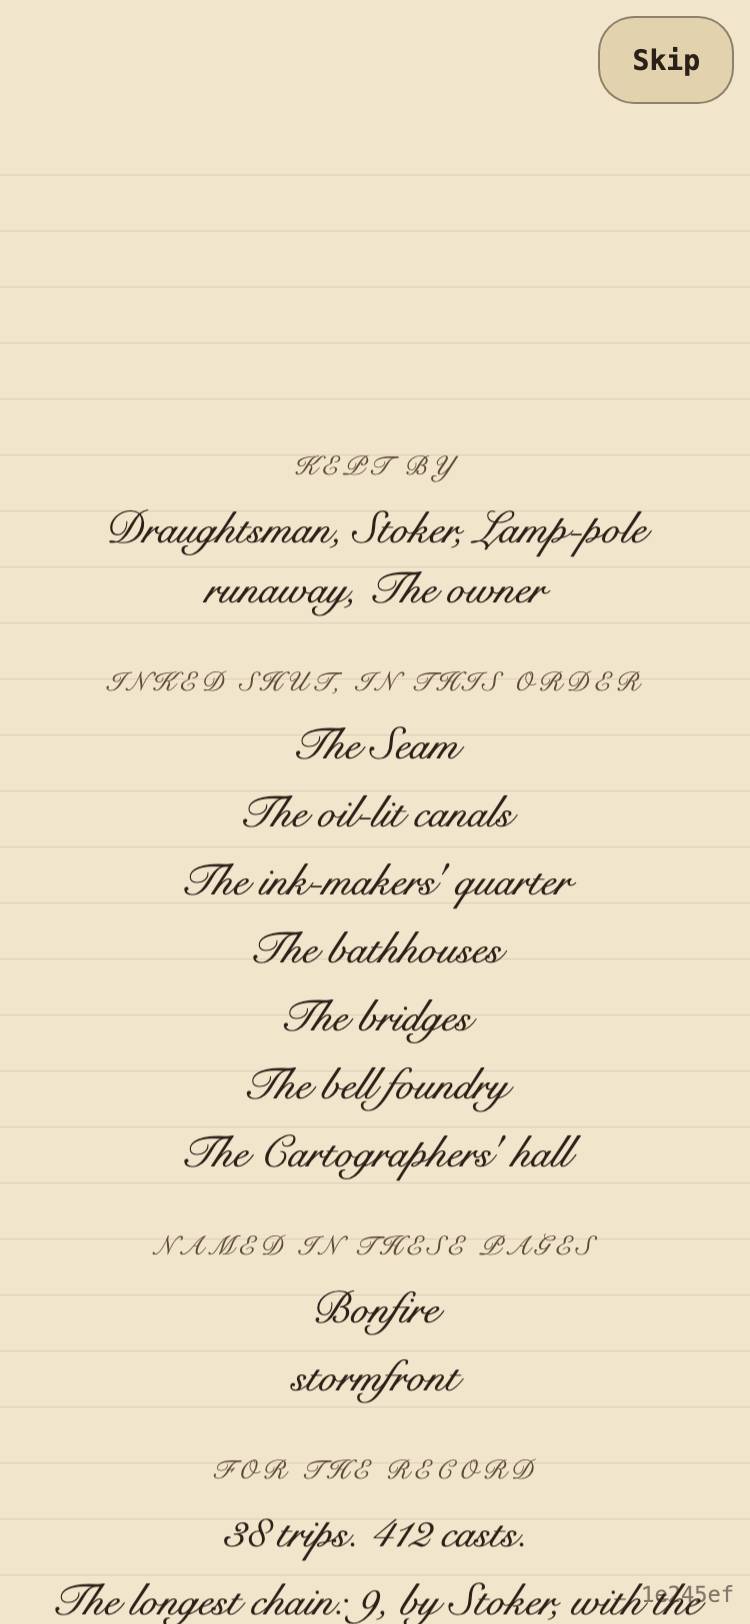 Skip
KEPT BY
Draughtsman, Stoker, Lamp-pole
runaway, The owner
INKED SHUT, IN THIS ORDER
The Seam
The oil-lit canals
The ink-makers' quarter
The bathhouses
The bridges
The bell foundry
The Cartographers' hall
NAMED IN THESE PAGES
Bonfire
stormfront
FOR THE RECORD
38 trips. 412 casts.
The longest chain: 9, by Stoker, with the
1e245ef